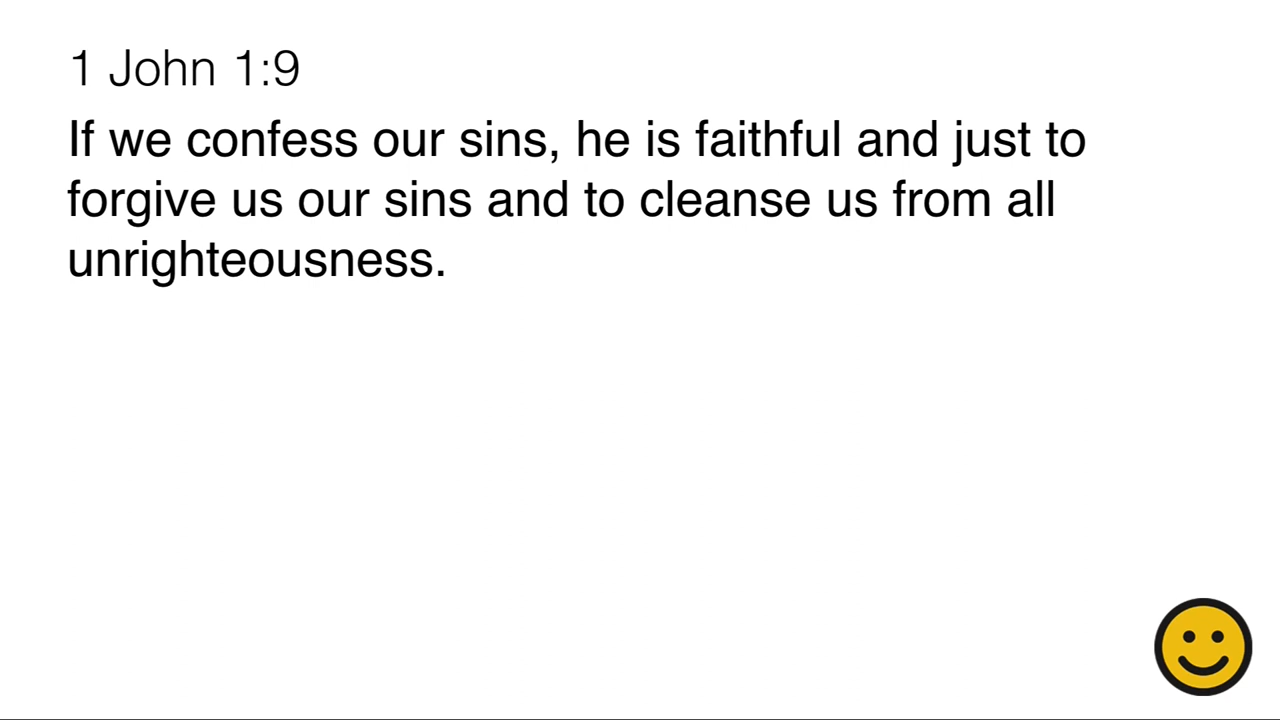 1 John 1:9
If we confess our sins, he is faithful and just to
forgive us our sins and to cleanse us from all
unrighteousness.